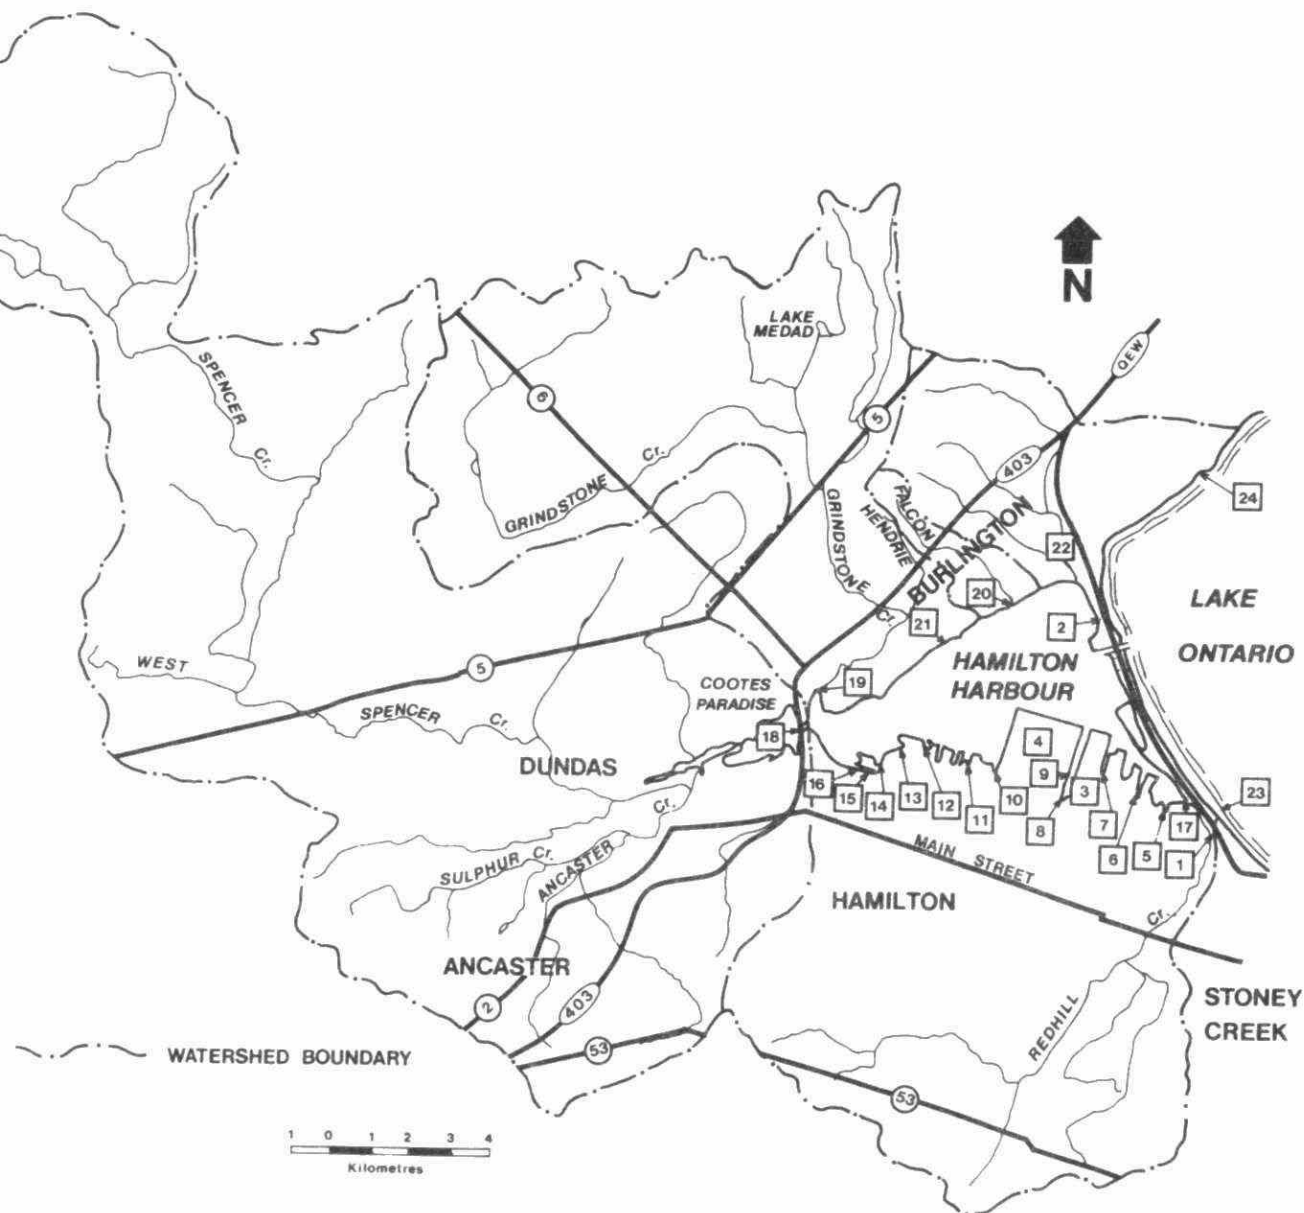 N
LAKE
MEDAD
QEW
6
5
SPENCER
Cr.
Cr.
403
GRINDSTONE
GRINDSTONE
Cr.
FALCON
HENDRIE
BURLINGTON
24
22
20
21
2
LAKE
ONTARIO
WEST
5
SPENCER
Cr.
COOTES
PARADISE
19
18
HAMILTON
HARBOUR
4
9
3
DUNDAS
16
15
14
13
12
11
10
8
7
6
5
17
1
23
Cr.
SULPHUR Cr.
ANCASTER
MAIN STREET
HAMILTON
Cr.
ANCASTER
2
403
53
REDHILL
STONEY
CREEK
53
WATERSHED BOUNDARY
1 0 1 2 3 4
Kilometres